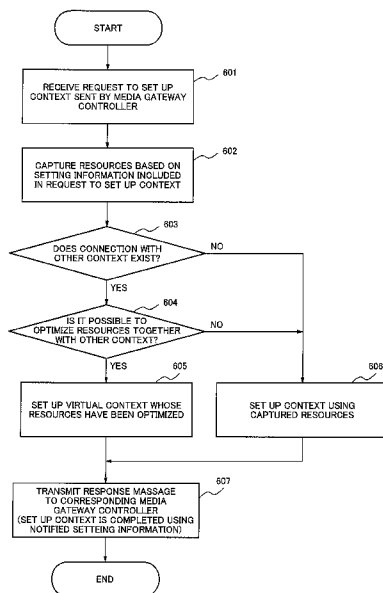 START
601
RECEIVE REQUEST TO SET UP
CONTEXT SENT BY MEDIA GATEWAY
CONTROLLER
602
CAPTURE RESOURCES BASED ON
SETTING INFORMATION INCLUDED
IN REQUEST TO SET UP CONTEXT
603
DOES CONNECTION WITH
OTHER CONTEXT EXIST?
NO
YES
604
IS IT POSSIBLE TO
OPTIMIZE RESOURCES TOGETHER
WITH OTHER CONTEXT?
NO
YES
605
SET UP VIRTUAL CONTEXT WHOSE
RESOURCES HAVE BEEN OPTIMIZED
606
SET UP CONTEXT USING
CAPTURED RESOURCES
607
TRANSMIT RESPONSE MASSAGE
TO CORRESPONDING MEDIA
GATEWAY CONTROLLER
(SET UP CONTEXT IS COMPLETED USING
NOTIFIED SETTEING INFORMATION)
END